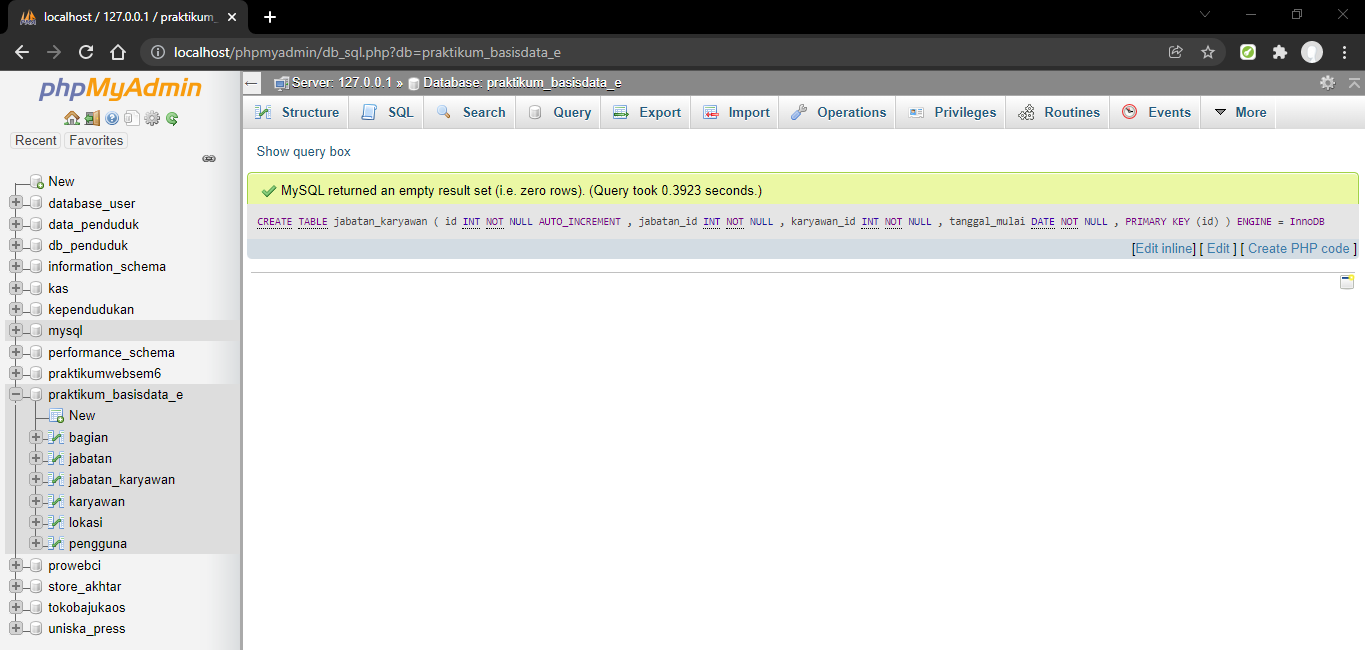 localhost / 127.0.0.1 / praktikum_
localhost/phpmyadmin/db_sql.php?db=praktikum_basisdata_e
phpMyAdmin
Recent Favorites
New
database_user
data_penduduk
db_penduduk
information_schema
kas
kependudukan
mysql
performance_schema
praktikumwebsem6
praktikum_basisdata_e
New
bagian
jabatan
jabatan_karyawan
karyawan
lokasi
pengguna
prowebci
store_akhtar
tokobajukaos
uniska_press
Server: 127.0.0.1 » Database: praktikum_basisdata_e
Structure SQL Search Query Export Import Operations Privileges Routines Events More
Show query box
MySQL returned an empty result set (i.e. zero rows). (Query took 0.3923 seconds.)
CREATE TABLE jabatan_karyawan ( id INT NOT NULL AUTO_INCREMENT , jabatan_id INT NOT NULL , karyawan_id INT NOT NULL , tanggal_mulai DATE NOT NULL , PRIMARY KEY (id) ) ENGINE = InnoDB
[Edit inline] [ Edit ] [ Create PHP code ]